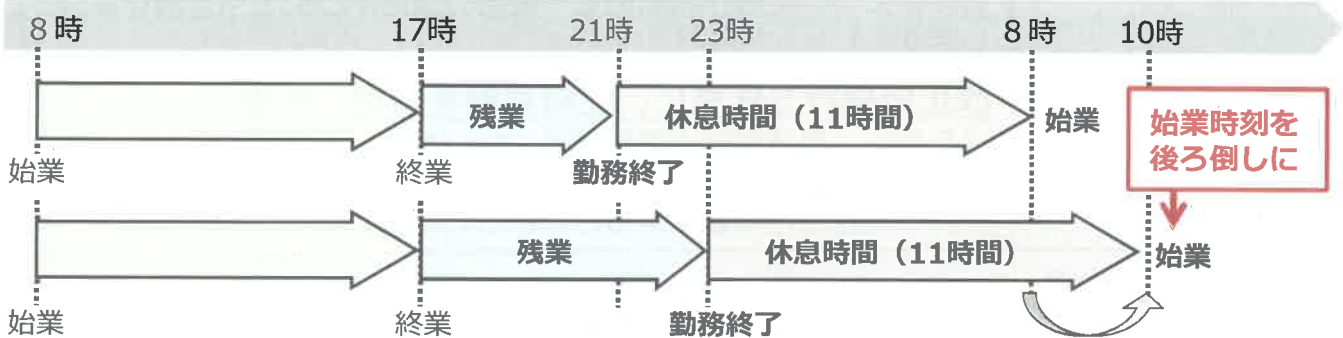 8時 17時 21時 23時 8時 10時
残業 休息時間（11時間） 始業
始業時刻を
後ろ倒しに
始業 終業 勤務終了
残業 休息時間（11時間） 始業
始業 終業 勤務終了